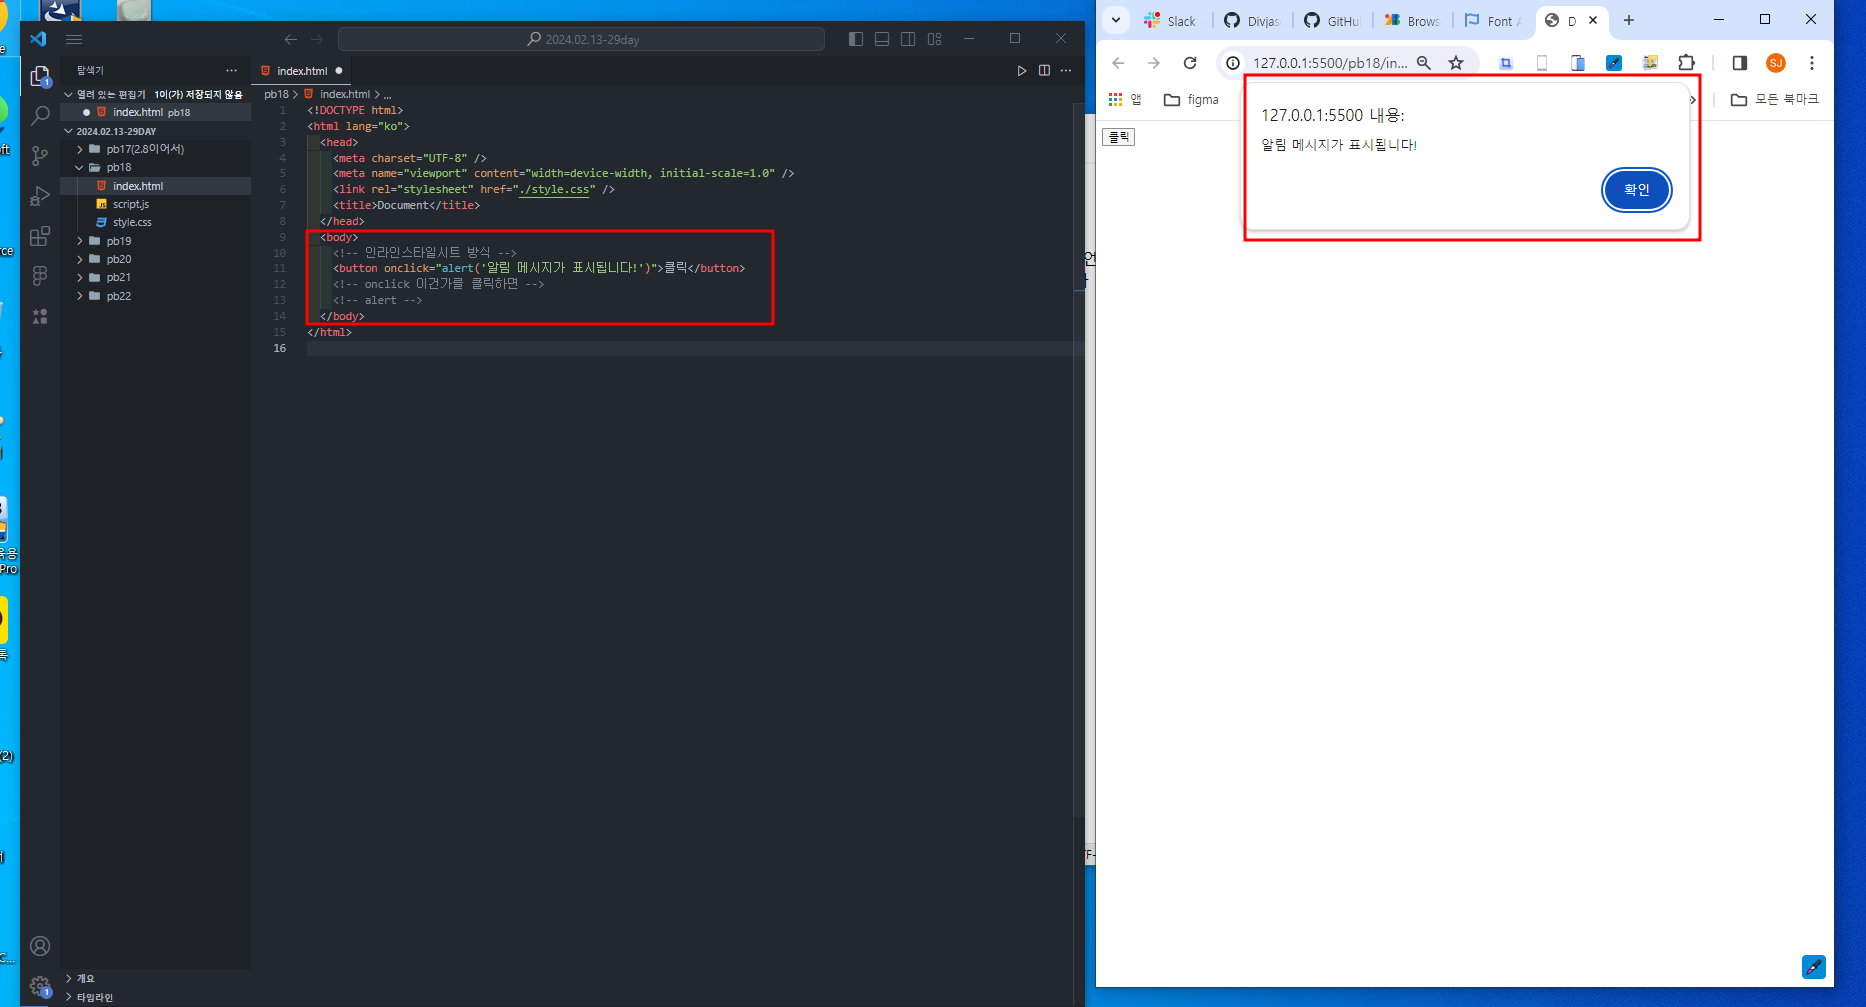 2024.02.13-29day
탐색기
열려 있는 편집기 1이(가) 저장되지 않음
index.html pb18
2024.02.13-29DAY
pb17(2.8이어서)
pb18
index.html
script.js
style.css
pb19
pb20
pb21
pb22
개요
타임라인
index.html
pb18 > index.html > ...
1 <!DOCTYPE html>
2 <html lang="ko">
3 <head>
4 <meta charset="UTF-8" />
5 <meta name="viewport" content="width=device-width, initial-scale=1.0" />
6 <link rel="stylesheet" href="./style.css" />
7 <title>Document</title>
8 </head>
9 <body>
10 <!-- 인라인스타일시트 방식 -->
11 <button onclick="alert('알림 메시지가 표시됩니다!')">클릭</button>
12 <!-- onclick 이건가를 클릭하면 -->
13 <!-- alert -->
14 </body>
15 </html>
16
Slack
Divjas
GitHu
Brows
Font A
D
127.0.0.1:5500/pb18/in...
SJ
앱
figma
모든 북마크
클릭
127.0.0.1:5500 내용:
알림 메시지가 표시됩니다!
확인
Pro
(2)